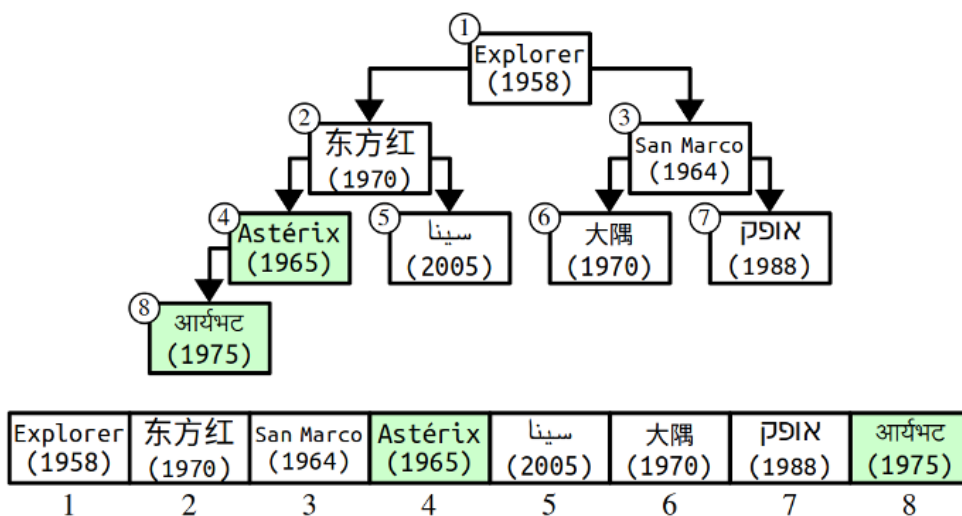 1
Explorer
(1958)
2
东方红
(1970)
3
San Marco
(1964)
4
Astérix
(1965)
5
سينا
(2005)
6
大隅
(1970)
7
אופק
(1988)
8
आर्यभट
(1975)
Explorer 东方红 San Marco Astérix سينا 大隅 אופק आर्यभट
(1958) (1970) (1964) (1965) (2005) (1970) (1988) (1975)
1 2 3 4 5 6 7 8